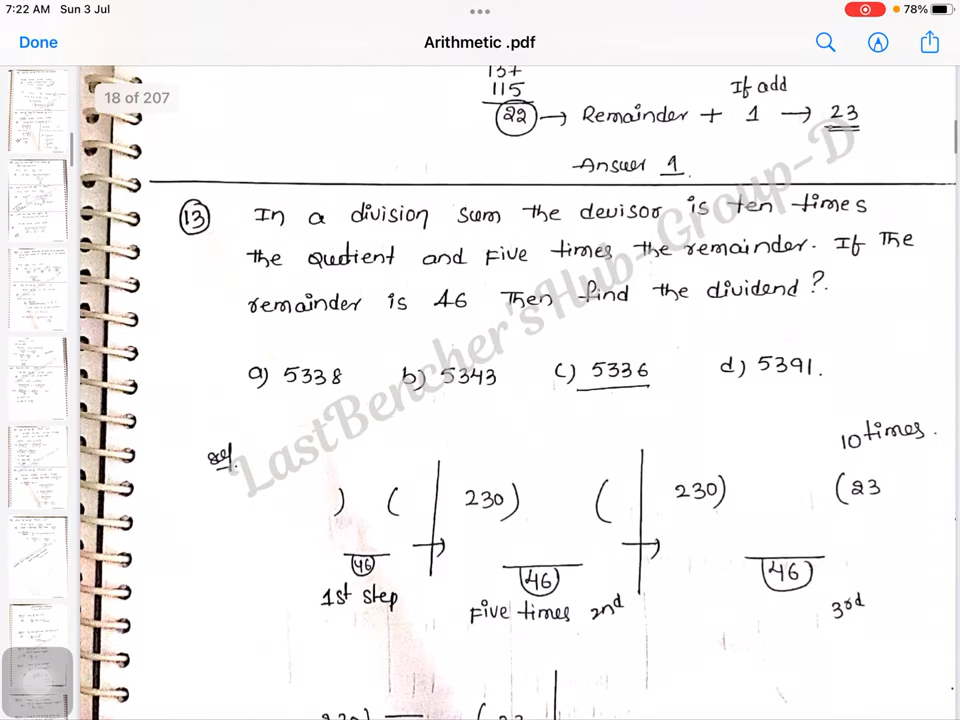 7:22 AM Sun 3 Jul
78%
Done
Arithmetic .pdf
18 of 207
137
115
If add
22 → Remainder + 1 → 23
Answer 1.
13 In a division sum the devisor is ten times
the Quotient and Five times the remainder. If The
remainder is 46 Then find the dividend?
a) 5338 b) 5343 c) 5336 d) 5391.
LastBencher'sHub-Group-D
10 times.
Sol.
) ( 230) ( 230) (23
46 46 46
1st step Five times 2nd 3rd
230) (23